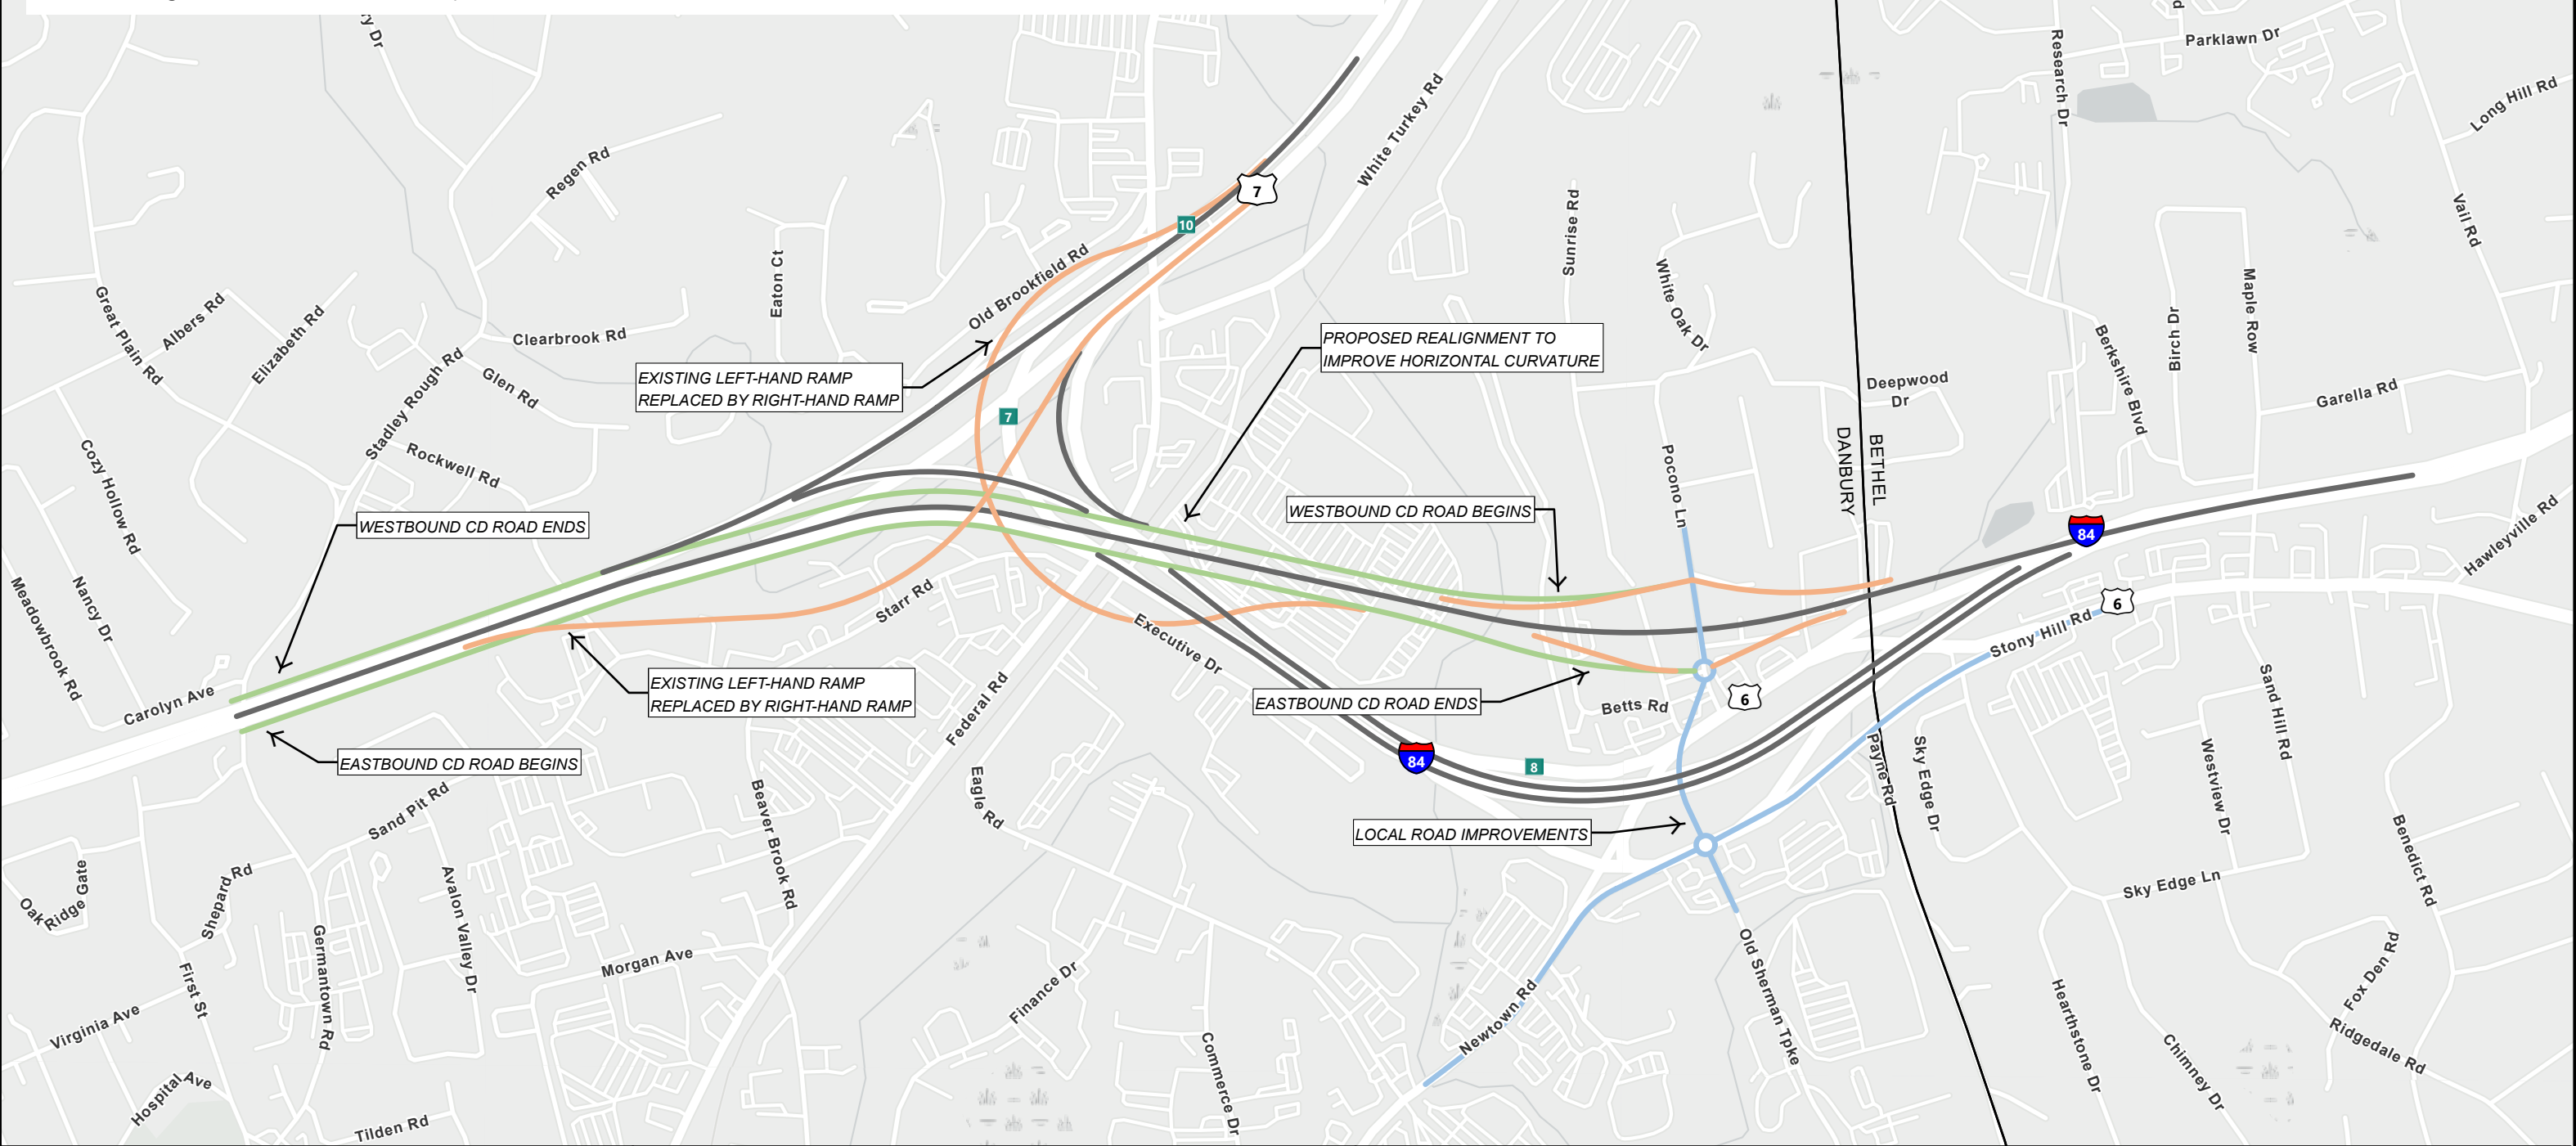 ry Dr
Parklawn Dr
Research Dr
Long Hill Rd
White Turkey Rd
Regen Rd
7
10
Sunrise Rd
Vail Rd
Old Brookfield Rd
Eaton Ct
White Oak Dr
Maple Row
Birch Dr
Great Plain Rd
Albers Rd
Elizabeth Rd
Clearbrook Rd
PROPOSED REALIGNMENT TO
IMPROVE HORIZONTAL CURVATURE
Berkshire Blvd
Deepwood
Dr
Garella Rd
EXISTING LEFT-HAND RAMP
REPLACED BY RIGHT-HAND RAMP
Glen Rd
Stadley Rough Rd
7
Rockwell Rd
Cozy Hollow Rd
Pocono Ln
DANBURY
BETHEL
WESTBOUND CD ROAD ENDS
WESTBOUND CD ROAD BEGINS
84
Hawleyville Rd
Nancy Dr
Meadowbrook Rd
Starr Rd
6
Executive Dr
Stony Hill Rd
EXISTING LEFT-HAND RAMP
REPLACED BY RIGHT-HAND RAMP
Carolyn Ave
Federal Rd
EASTBOUND CD ROAD ENDS
Betts Rd
6
Sand Hill Rd
EASTBOUND CD ROAD BEGINS
84
8
Payne Rd
Sky Edge Dr
Westview Dr
Sand Pit Rd
Beaver Brook Rd
Eagle Rd
LOCAL ROAD IMPROVEMENTS
Benedict Rd
Oak Ridge Gate
Shepard Rd
Avalon Valley Dr
Sky Edge Ln
Germantown Rd
Morgan Ave
First St
Finance Dr
Newtown Rd
Old Sherman Tpke
Fox Den Rd
Virginia Ave
Commerce Dr
Hearthstone Dr
Chimney Dr
Ridgedale Rd
Hospital Ave
Tilden Rd